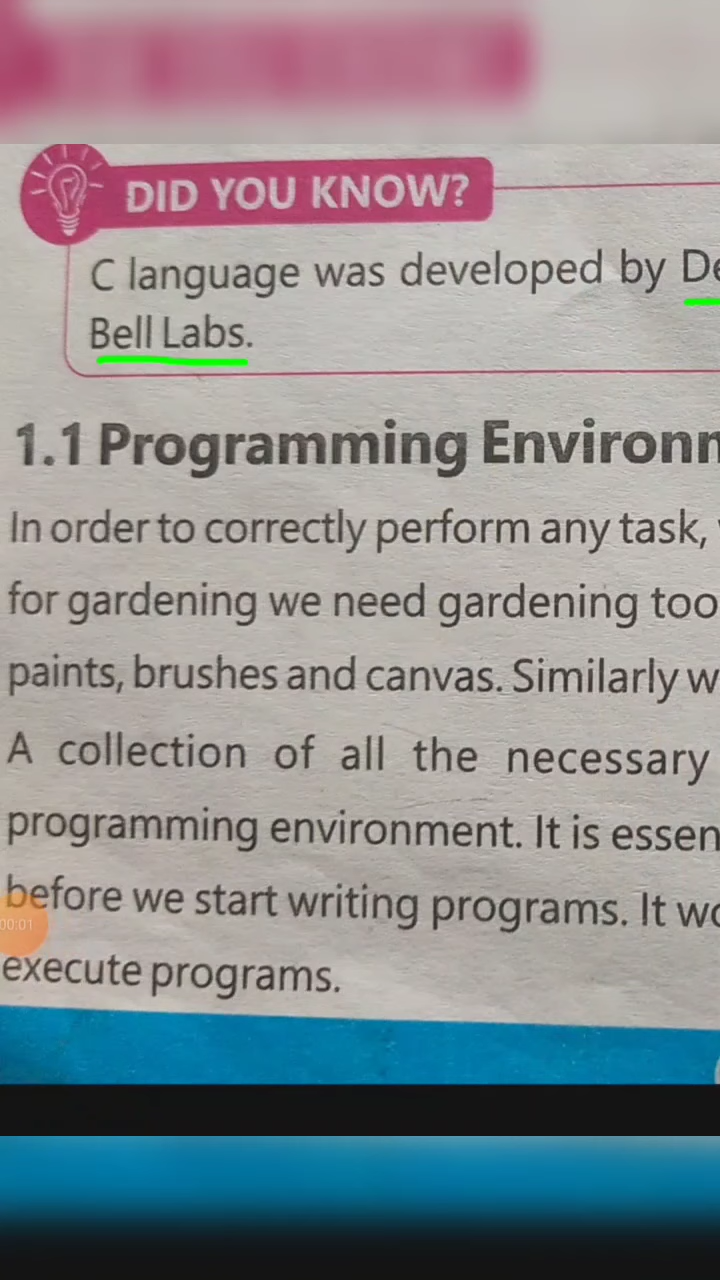 DID YOU KNOW?
C language was developed by
Bell Labs.
1.1 Programming
In order to correctly perform any task,
for gardening we need gardening
paints, brushes and canvas. Similarly
A collection of all the necessary
programming environment. It is
before we start writing programs. It
00:01
execute programs.